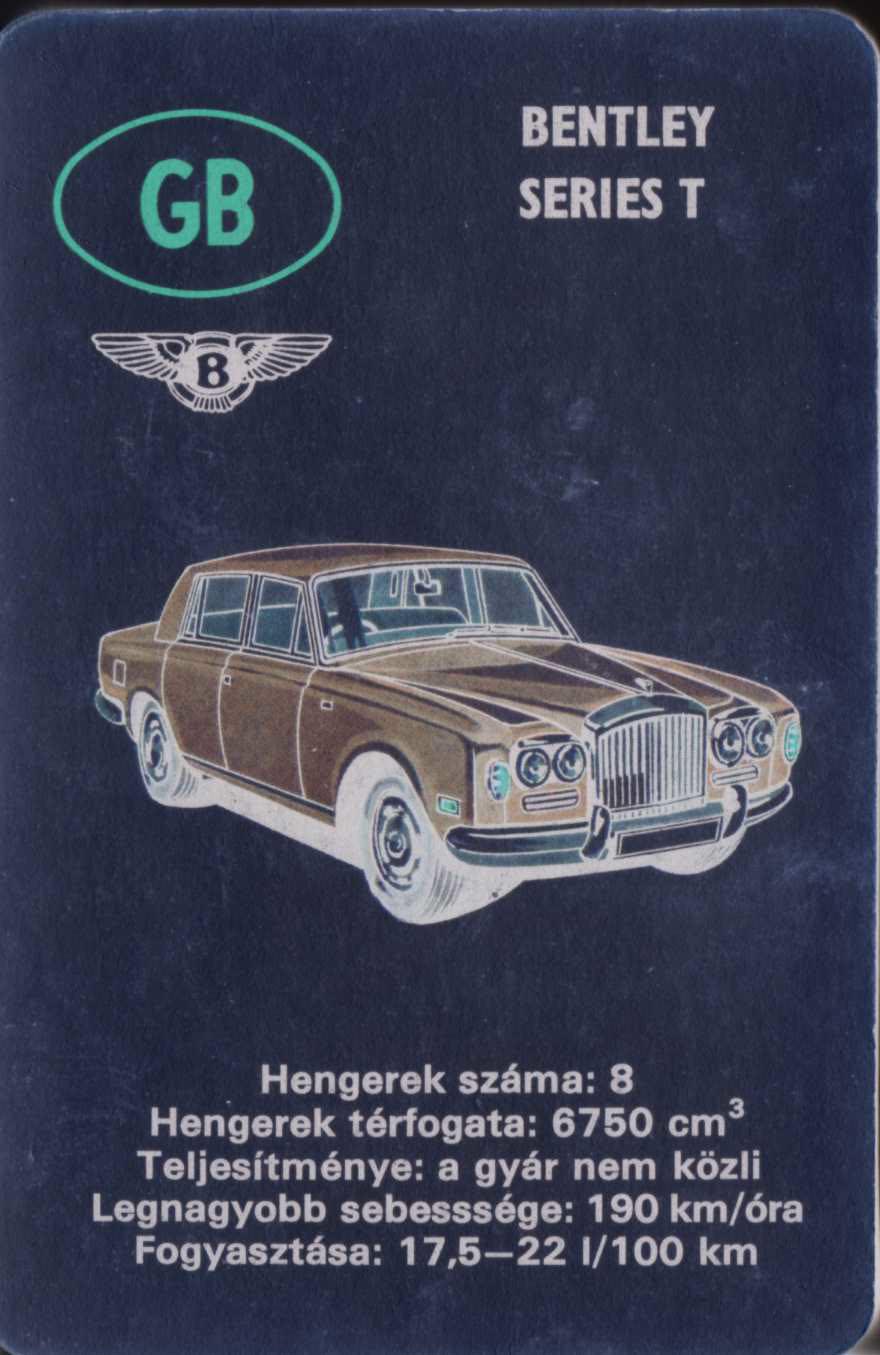 GB
BENTLEY
SERIES T
B
Hengerek száma: 8
Hengerek térfogata: 6750 cm³
Teljesítménye: a gyár nem közli
Legnagyobb sebesssége: 190 km/óra
Fogyasztása: 17,5—22 l/100 km